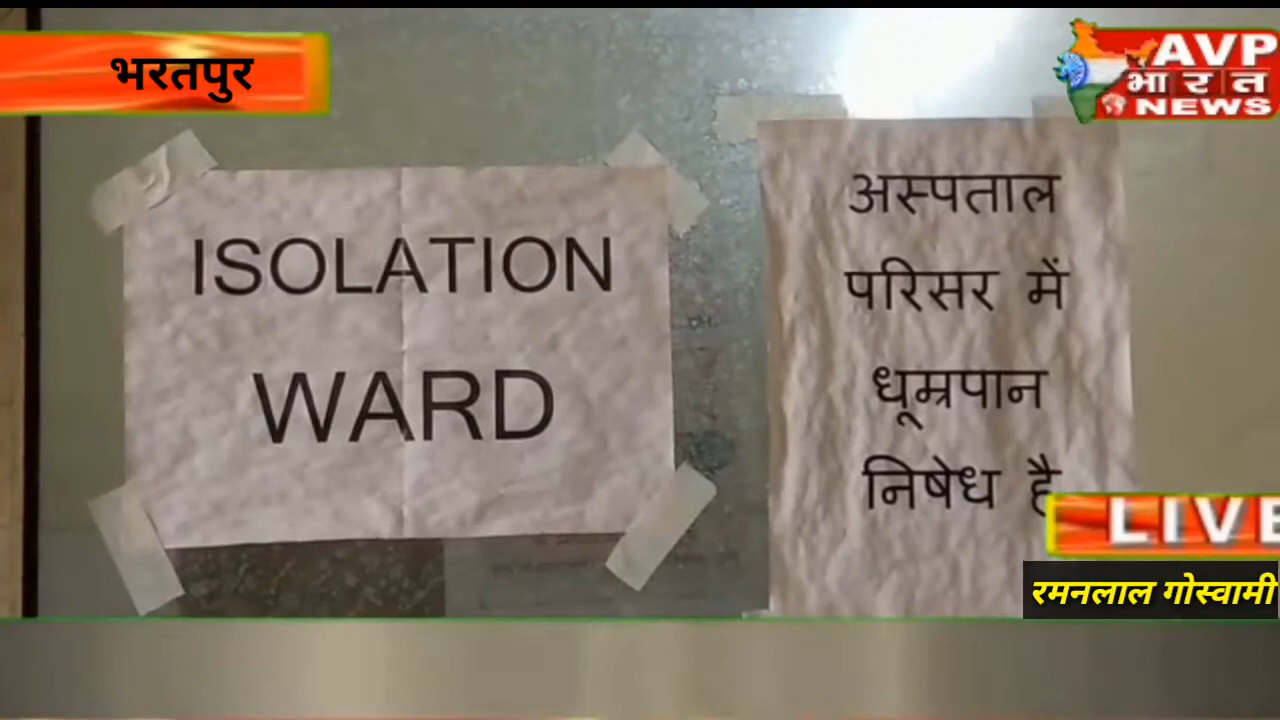 भरतपुर
AVP
भारत
NEWS
ISOLATION
WARD
अस्पताल
परिसर में
धूम्रपान
निषेध है
LIVE
रमनलाल गोस्वामी